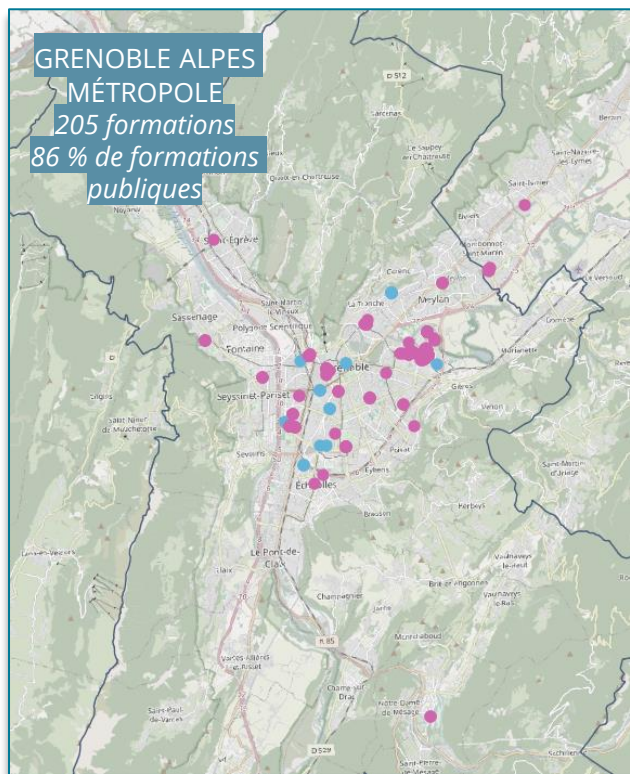 GRENOBLE ALPES
MÉTROPOLE
205 formations
86 % de formations
publiques
D 512
Sarcenas
Le Sappey
en Chartreuse
Quaix-en-Chartreuse
Bernin
Saint-Nazaire
les-Eymes
Saint-Ismier
Biviers
Montbonnot
Saint-Martin
Le Versoud
Noyarey
Saint-Egrève
Corenc
La Tronche
Meylan
Domène
Murianette
Saint-Martin
le Vinoux
Sassenage
Polygone Scientifique
Fontaine
Grenoble
Gières
Seyssinet-Pariset
Engins
Saint-Nizier
du Moucherotte
Venon
Seyssins
Poisat
Eybens
Saint-Martin
d'Uriage
Échirolles
Bresson
Herbeys
Le Pont-de-
Claix
Claix
Lans-en-Vercors
Vaulnaveys
le-Haut
Brié-et-Angonnes
Champagnier
Vaulnaveys
le-Bas
Jarrie
A 85
Montchaboud
Varces-Allières
et-Risset
Champ-sur
Drac
Notre-Dame
de-Mésage
Saint-Paul
de-Varces
D 529
Séchilienne
Saint-Pierre-
de-Mésage